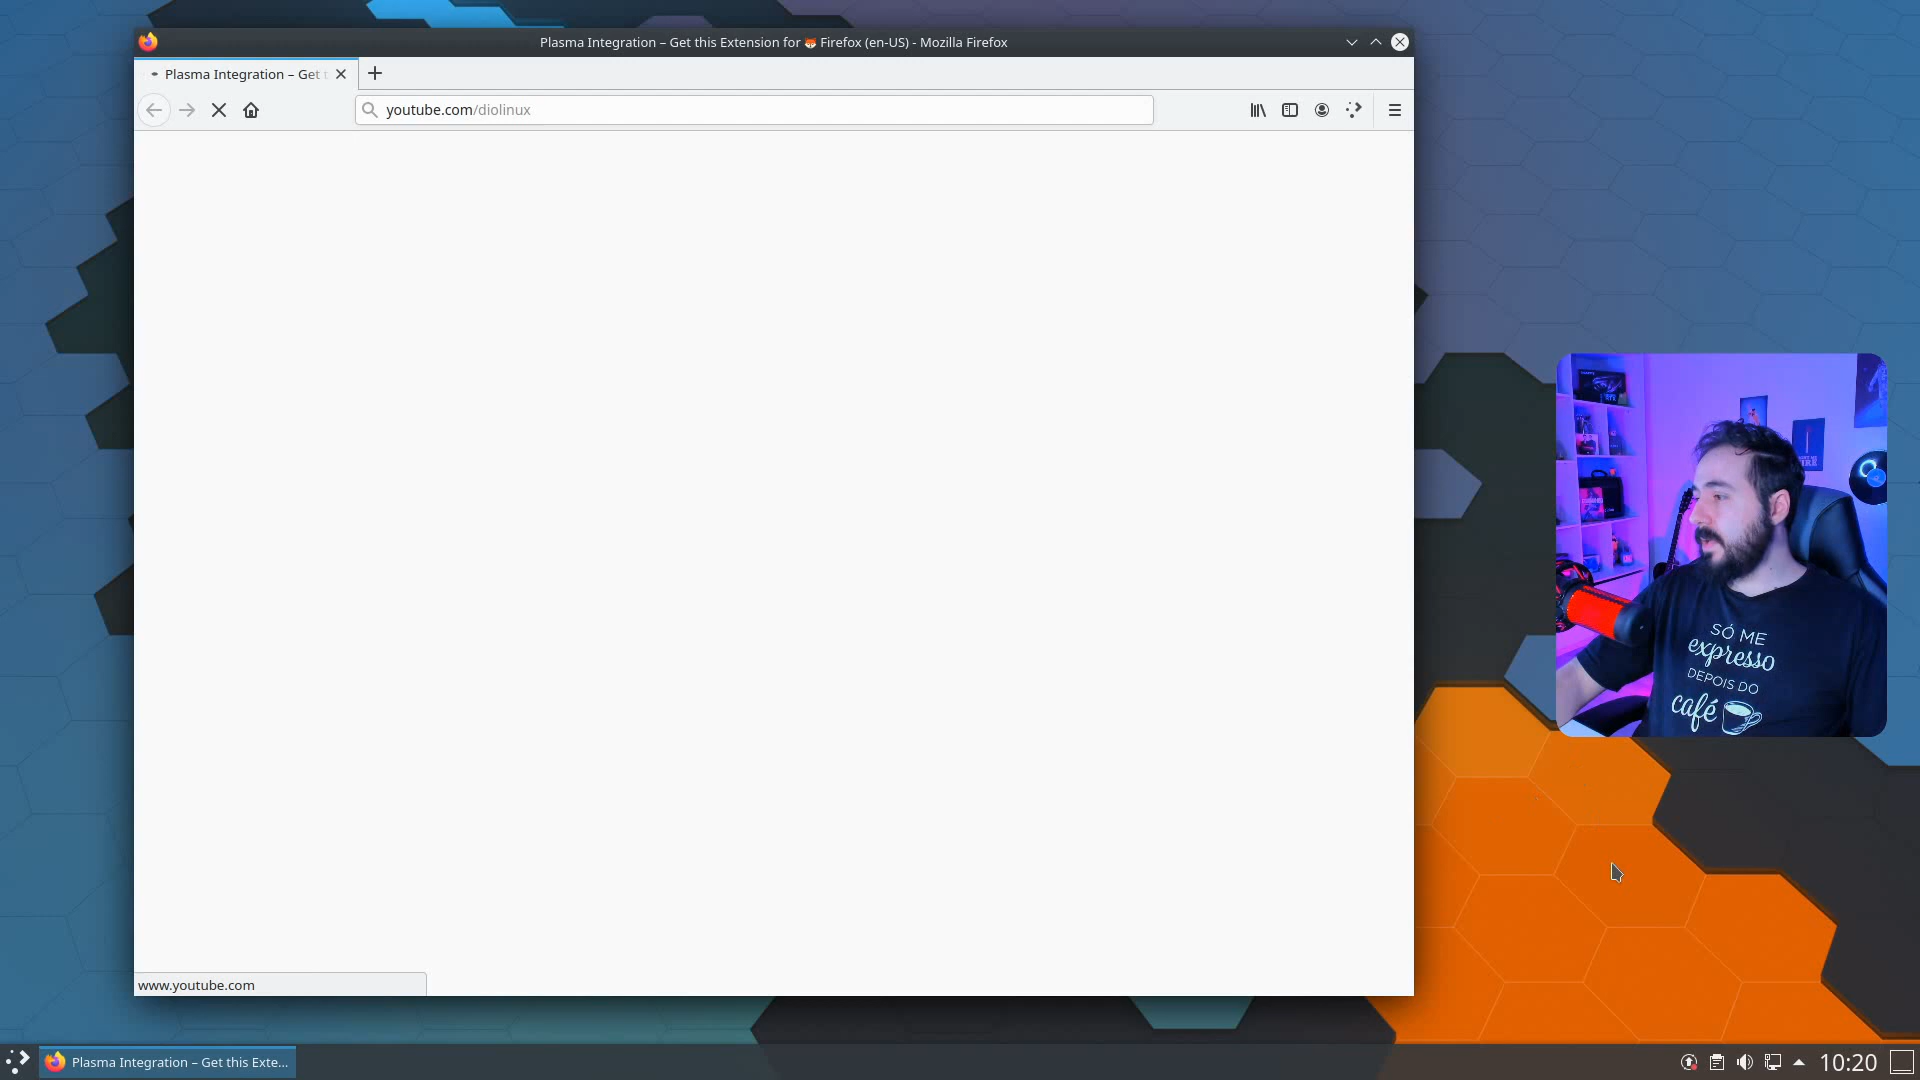 Plasma Integration – Get this Extension for 🦊 Firefox (en-US) - Mozilla Firefox
Plasma Integration – Get t
youtube.com/diolinux
SÓ ME
expresso
DEPOIS DO
café
www.youtube.com
Plasma Integration – Get this Exte...
10:20